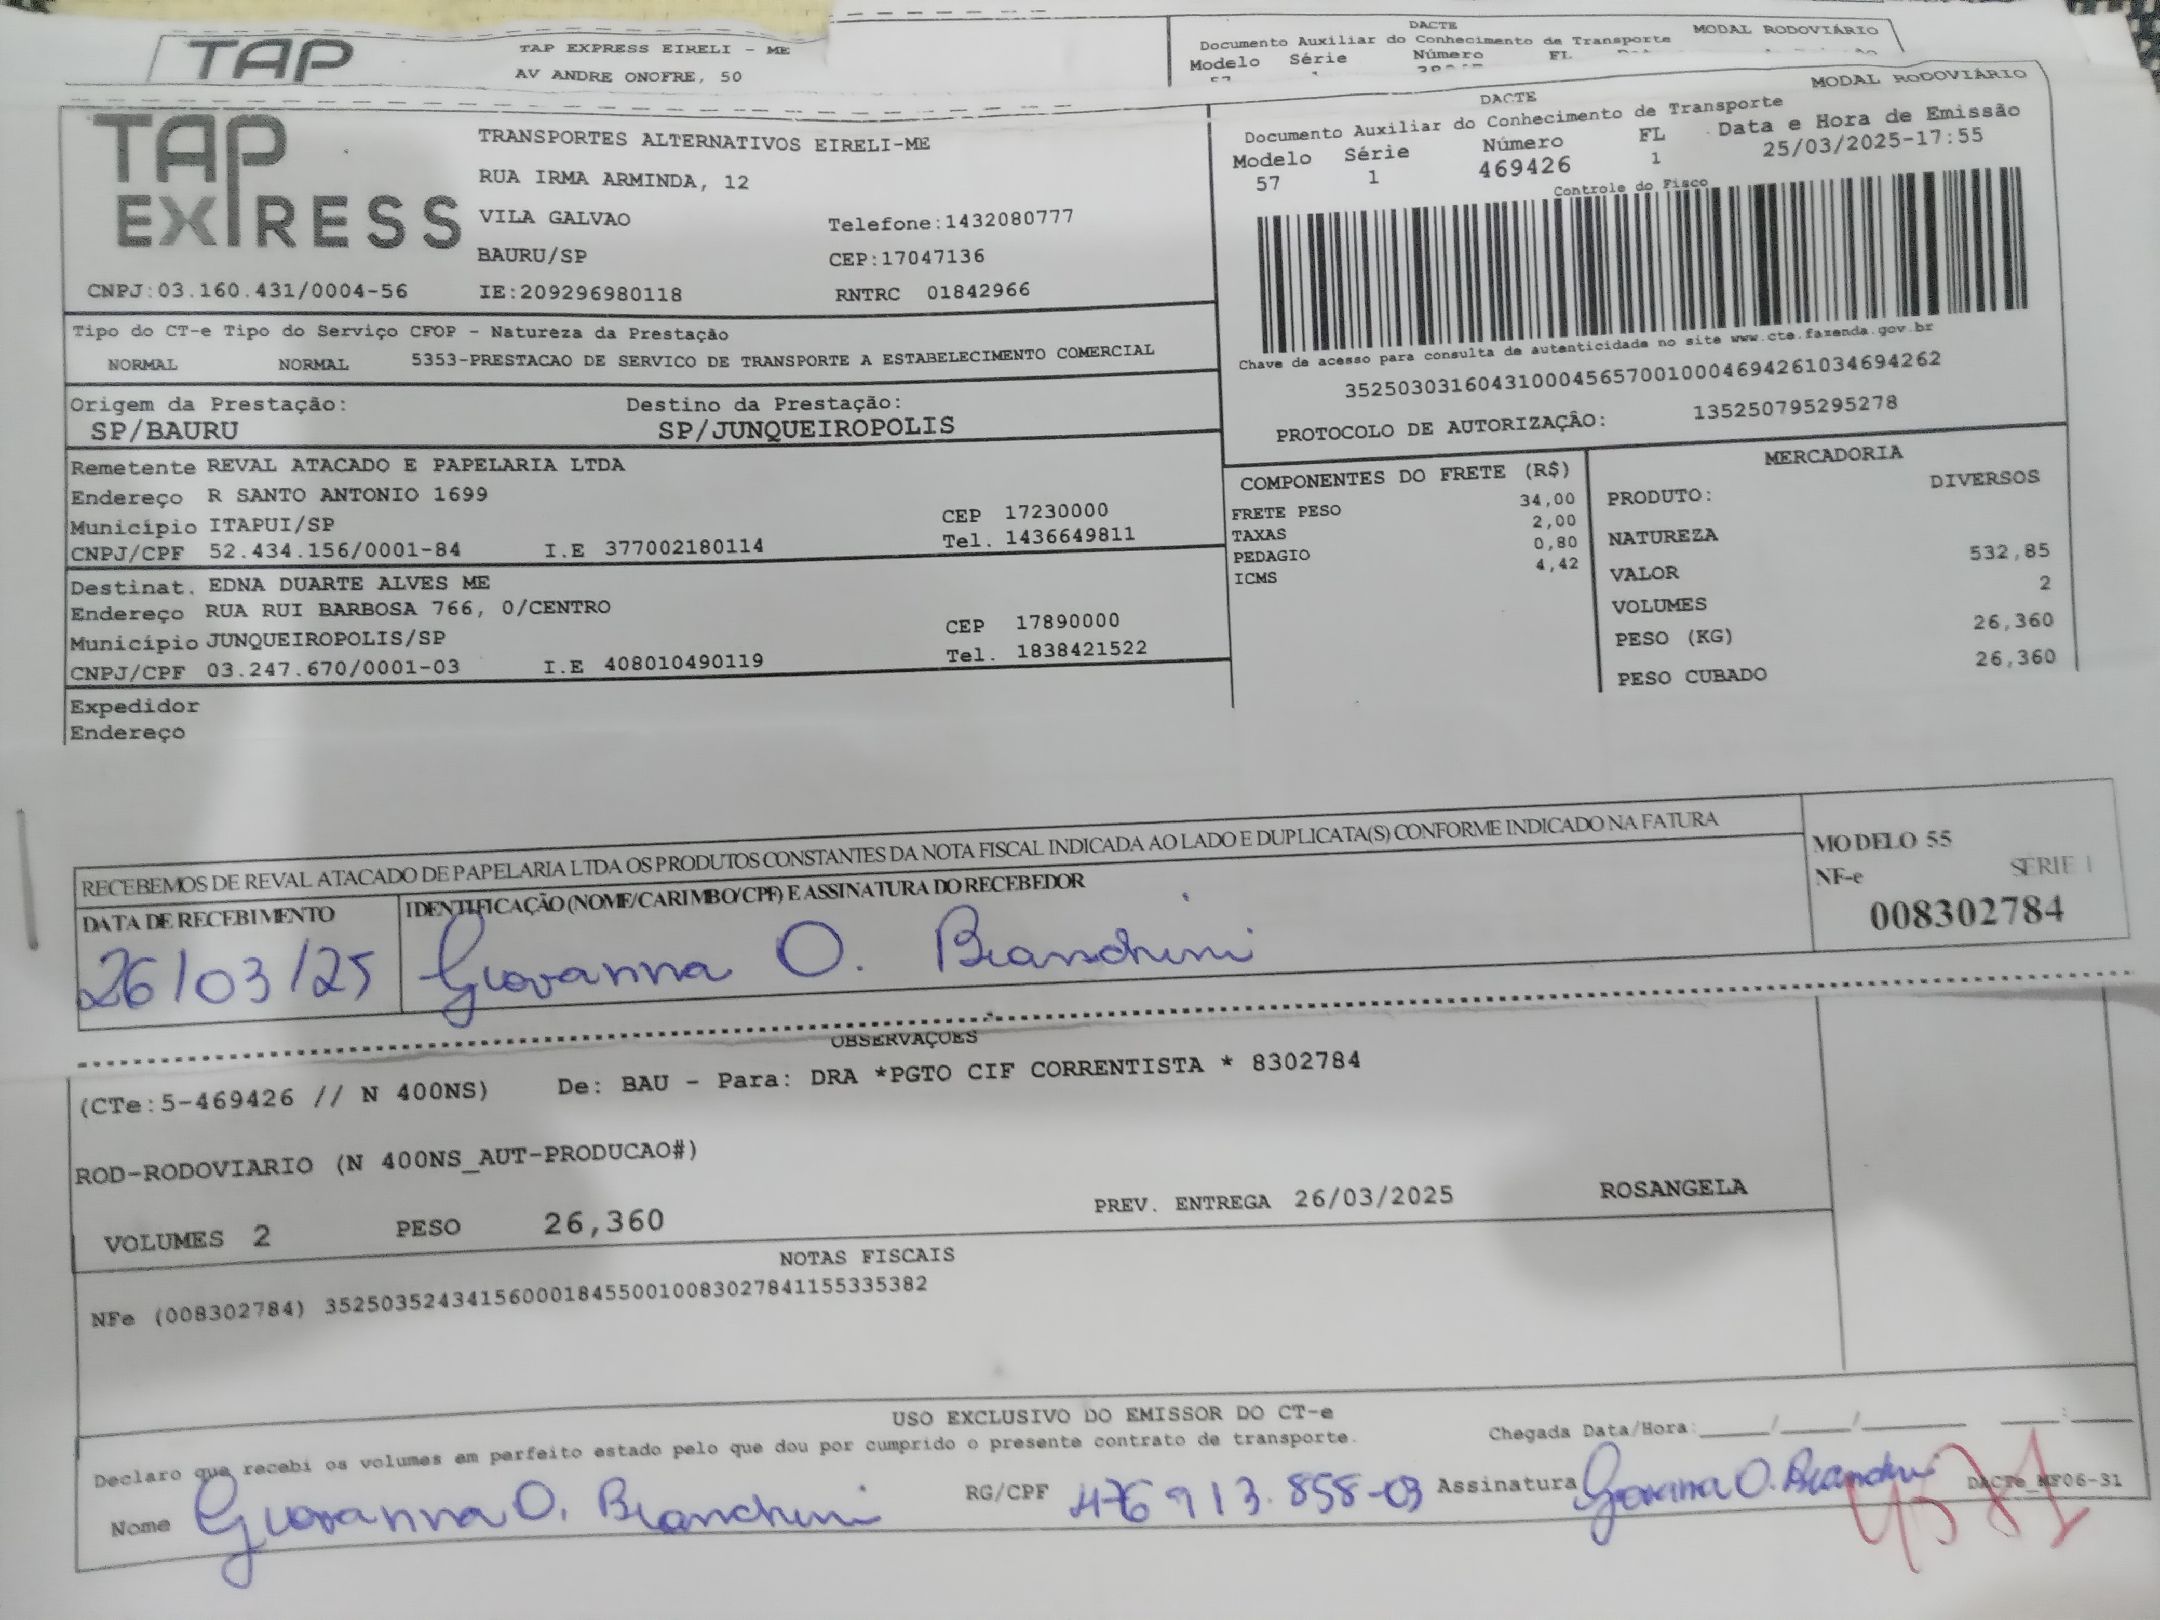 TAP
TAP EXPRESS EIRELI - ME
AV ANDRE ONOFRE, 50
DACTE
MODAL RODOVIÁRIO
Documento Auxiliar do Conhecimento de Transporte
Modelo Série Número FL
TAP EXPRESS
TRANSPORTES ALTERNATIVOS EIRELI-ME
RUA IRMA ARMINDA, 12
VILA GALVAO Telefone:1432080777
BAURU/SP CEP:17047136
CNPJ:03.160.431/0004-56 IE:209296980118 RNTRC 01842966
MODAL RODOVIÁRIO
DACTE
Documento Auxiliar do Conhecimento de Transporte
Modelo Série Número FL Data e Hora de Emissão
57 1 469426 1 25/03/2025-17:55
Controle do Fisco
Chave de acesso para consulta de autenticidade no site www.cte.fazenda.gov.br
35250303160431000456570010004694261034694262
PROTOCOLO DE AUTORIZAÇÃO: 135250795295278
Tipo do CT-e Tipo do Serviço CFOP - Natureza da Prestação
NORMAL NORMAL 5353-PRESTACAO DE SERVICO DE TRANSPORTE A ESTABELECIMENTO COMERCIAL
Origem da Prestação: Destino da Prestação:
SP/BAURU SP/JUNQUEIROPOLIS
Remetente REVAL ATACADO E PAPELARIA LTDA
Endereço R SANTO ANTONIO 1699
Município ITAPUI/SP CEP 17230000
CNPJ/CPF 52.434.156/0001-84 I.E 377002180114 Tel. 1436649811
Destinat. EDNA DUARTE ALVES ME
Endereço RUA RUI BARBOSA 766, 0/CENTRO
Município JUNQUEIROPOLIS/SP CEP 17890000
CNPJ/CPF 03.247.670/0001-03 I.E 408010490119 Tel. 1838421522
Expedidor
Endereço
COMPONENTES DO FRETE (R$)
FRETE PESO 34,00
TAXAS 2,00
PEDAGIO 0,80
ICMS 4,42
MERCADORIA
PRODUTO: DIVERSOS
NATUREZA
VALOR 532,85
VOLUMES 2
PESO (KG) 26,360
PESO CUBADO 26,360
RECEBEMOS DE REVAL ATACADO DE PAPELARIA LTDA OS PRODUTOS CONSTANTES DA NOTA FISCAL INDICADA AO LADO E DUPLICATA(S) CONFORME INDICADO NA FATURA
DATA DE RECEBIMENTO IDENTIFICAÇÃO (NOME/CARIMBO/CPF) E ASSINATURA DO RECEBEDOR
26/03/25 Giovanna O. Bianchini
MODELO 55
NF-e SÉRIE 1
008302784
OBSERVAÇOES
(CTe:5-469426 // N 400NS) De: BAU - Para: DRA *PGTO CIF CORRENTISTA * 8302784
ROD-RODOVIARIO (N 400NS_AUT-PRODUCAO#)
VOLUMES 2 PESO 26,360 PREV. ENTREGA 26/03/2025 ROSANGELA
NOTAS FISCAIS
NFe (008302784) 35250352434156000184550010083027841155335382
USO EXCLUSIVO DO EMISSOR DO CT-e
Declaro que recebi os volumes em perfeito estado pelo que dou por cumprido o presente contrato de transporte. Chegada Data/Hora:____/____/______ ___:___
Nome Giovanna O. Bianchini RG/CPF 476913.858-03 Assinatura Giovanna O. Bianchini DACTe_NF06-31